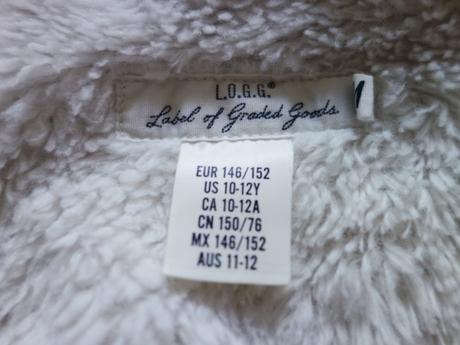 L.O.G.G.®
Label of Graded Goods
EUR 146/152
US 10-12Y
CA 10-12A
CN 150/76
MX 146/152
AUS 11-12